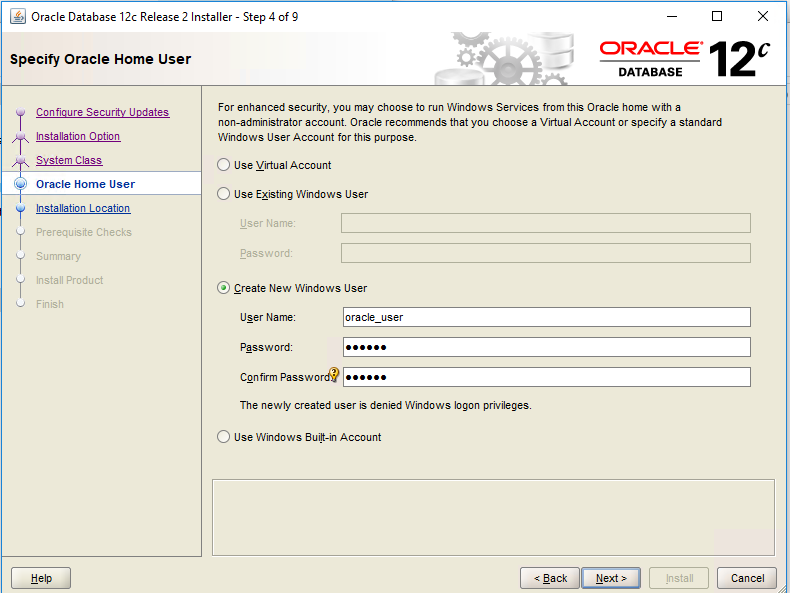 Oracle Database 12c Release 2 Installer - Step 4 of 9
Specify Oracle Home User
ORACLE®
DATABASE
12c
Configure Security Updates
Installation Option
System Class
Oracle Home User
Installation Location
Prerequisite Checks
Summary
Install Product
Finish
For enhanced security, you may choose to run Windows Services from this Oracle home with a
non-administrator account. Oracle recommends that you choose a Virtual Account or specify a standard
Windows User Account for this purpose.
Use Virtual Account
Use Existing Windows User
User Name:
Password:
Create New Windows User
User Name: oracle_user
Password: ●●●●●●
Confirm Password: ●●●●●●
The newly created user is denied Windows logon privileges.
Use Windows Built-in Account
Help
< Back
Next >
Install
Cancel